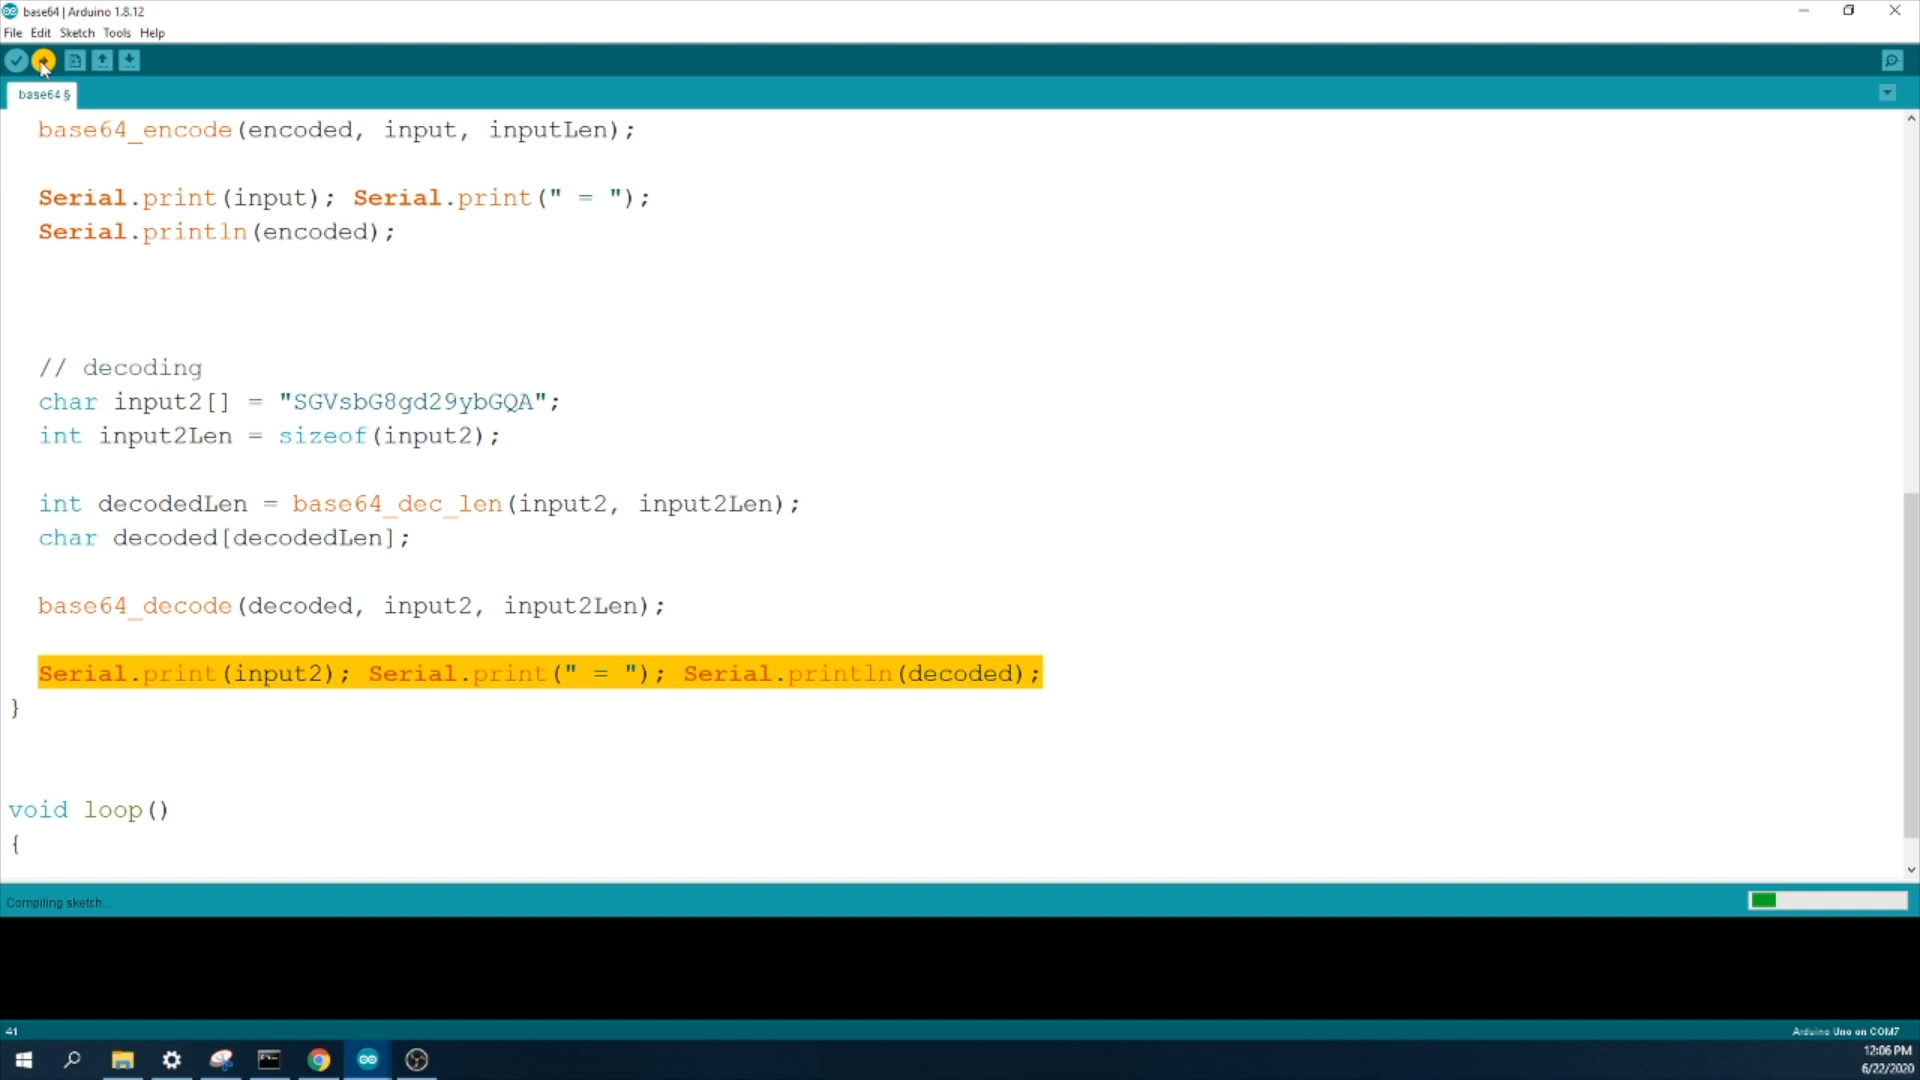 base64 | Arduino 1.8.12
File Edit Sketch Tools Help
base64 §
base64_encode(encoded, input, inputLen);
Serial.print(input); Serial.print(" = ");
Serial.println(encoded);
// decoding
char input2[] = "SGVsbG8gd29ybGQA";
int input2Len = sizeof(input2);
int decodedLen = base64_dec_len(input2, input2Len);
char decoded[decodedLen];
base64_decode(decoded, input2, input2Len);
Serial.print(input2); Serial.print(" = "); Serial.println(decoded);
}
void loop()
{
Compiling sketch...
41
Arduino Uno on COM7
12:06 PM
6/22/2020